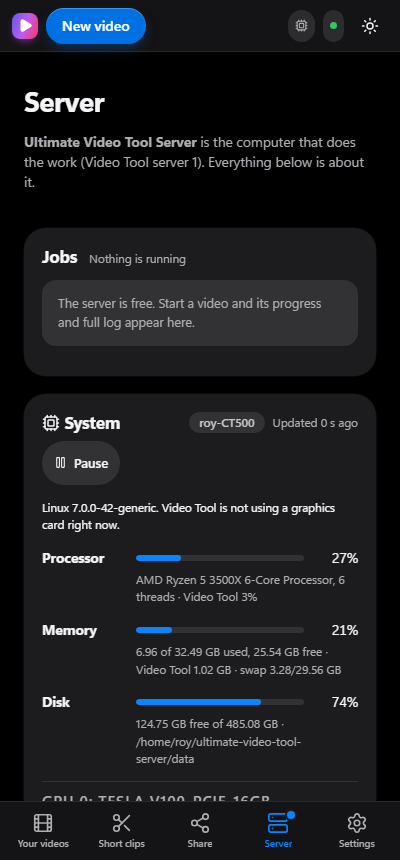 New video
Server
Ultimate Video Tool Server is the computer that does
the work (Video Tool server 1). Everything below is about
it.
Jobs Nothing is running
The server is free. Start a video and its progress
and full log appear here.
System roy-CT500 Updated 0 s ago
Pause
Linux 7.0.0-42-generic. Video Tool is not using a graphics
card right now.
Processor 27%
AMD Ryzen 5 3500X 6-Core Processor, 6
threads · Video Tool 3%
Memory 21%
6.96 of 32.49 GB used, 25.54 GB free ·
Video Tool 1.02 GB · swap 3.28/29.56 GB
Disk 74%
124.75 GB free of 485.08 GB ·
/home/roy/ultimate-video-tool-
server/data
GPU 0: TESLA V100-PCIE-16GB
Your videos Short clips Share Server Settings